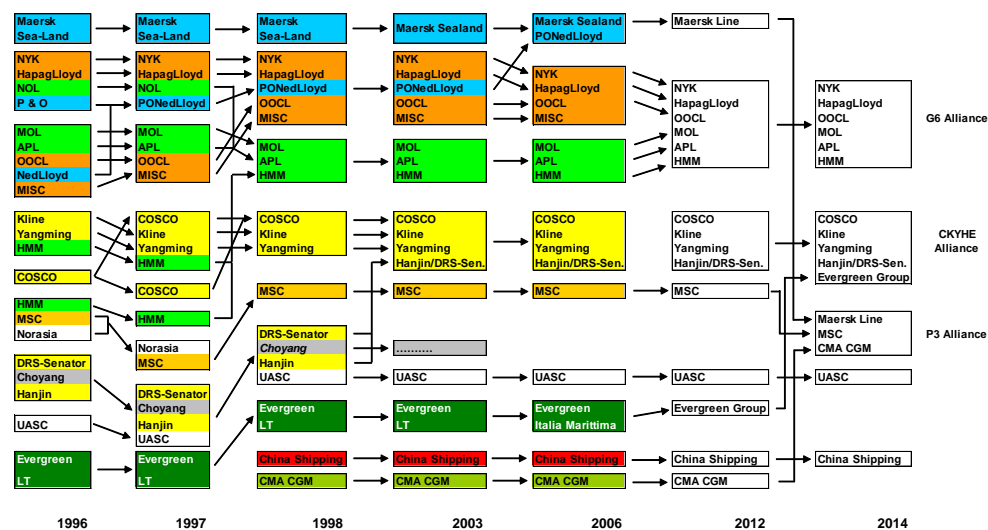 Maersk
Sea-Land
NYK
HapagLloyd
NOL
P & O
MOL
APL
OOCL
NedLloyd
MISC
Kline
Yangming
HMM
COSCO
HMM
MSC
Norasia
DRS-Senator
Choyang
Hanjin
UASC
Evergreen
LT
1996
Maersk
Sea-Land
NYK
HapagLloyd
NOL
PONedLloyd
MOL
APL
OOCL
MISC
COSCO
Kline
Yangming
HMM
COSCO
HMM
Norasia
MSC
DRS-Senator
Choyang
Hanjin
UASC
Evergreen
LT
1997
Maersk
Sea-Land
NYK
HapagLloyd
PONedLloyd
OOCL
MISC
MOL
APL
HMM
COSCO
Kline
Yangming
MSC
DRS-Senator
Choyang
Hanjin
UASC
Evergreen
LT
China Shipping
CMA CGM
1998
Maersk Sealand
NYK
HapagLloyd
PONedLloyd
OOCL
MISC
MOL
APL
HMM
COSCO
Kline
Yangming
Hanjin/DRS-Sen.
MSC
..........
UASC
Evergreen
LT
China Shipping
CMA CGM
2003
Maersk Sealand
PONedLloyd
NYK
HapagLloyd
OOCL
MISC
MOL
APL
HMM
COSCO
Kline
Yangming
Hanjin/DRS-Sen.
MSC
UASC
Evergreen
Italia Marittima
China Shipping
CMA CGM
2006
Maersk Line
NYK
HapagLloyd
OOCL
MOL
APL
HMM
COSCO
Kline
Yangming
Hanjin/DRS-Sen.
MSC
UASC
Evergreen Group
China Shipping
CMA CGM
2012
NYK
HapagLloyd
OOCL
MOL
APL
HMM
COSCO
Kline
Yangming
Hanjin/DRS-Sen.
Evergreen Group
Maersk Line
MSC
CMA CGM
UASC
China Shipping
2014
G6 Alliance
CKYHE
Alliance
P3 Alliance